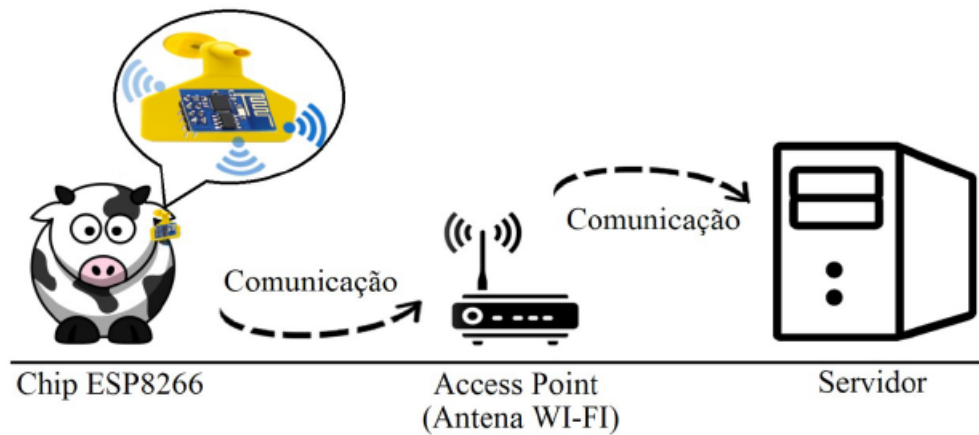 Comunicação
Comunicação
Chip ESP8266
Access Point
(Antena WI-FI)
Servidor